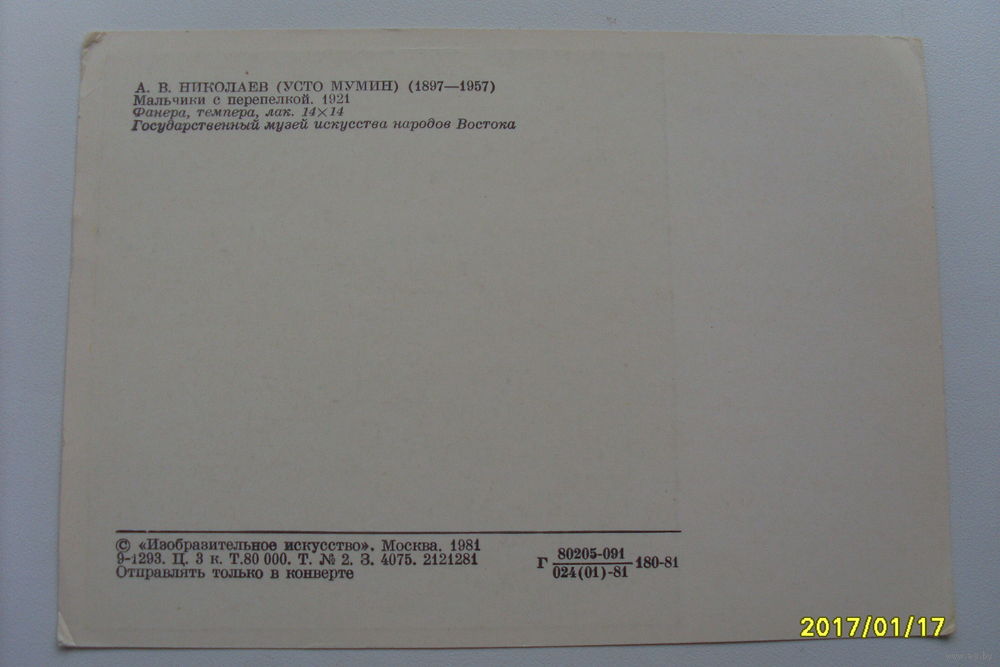 А. В. НИКОЛАЕВ (УСТО МУМИН) (1897—1957)
Мальчики с перепелкой. 1921
Фанера, темпера, лак. 14×14
Государственный музей искусства народов Востока
© «Изобразительное искусство». Москва. 1981
9-1293. Ц. 3 к. Т.80 000. Т. № 2. З. 4075. 2121281
Отправлять только в конверте
Г 80205-091 180-81
024(01)-81
2017/01/17